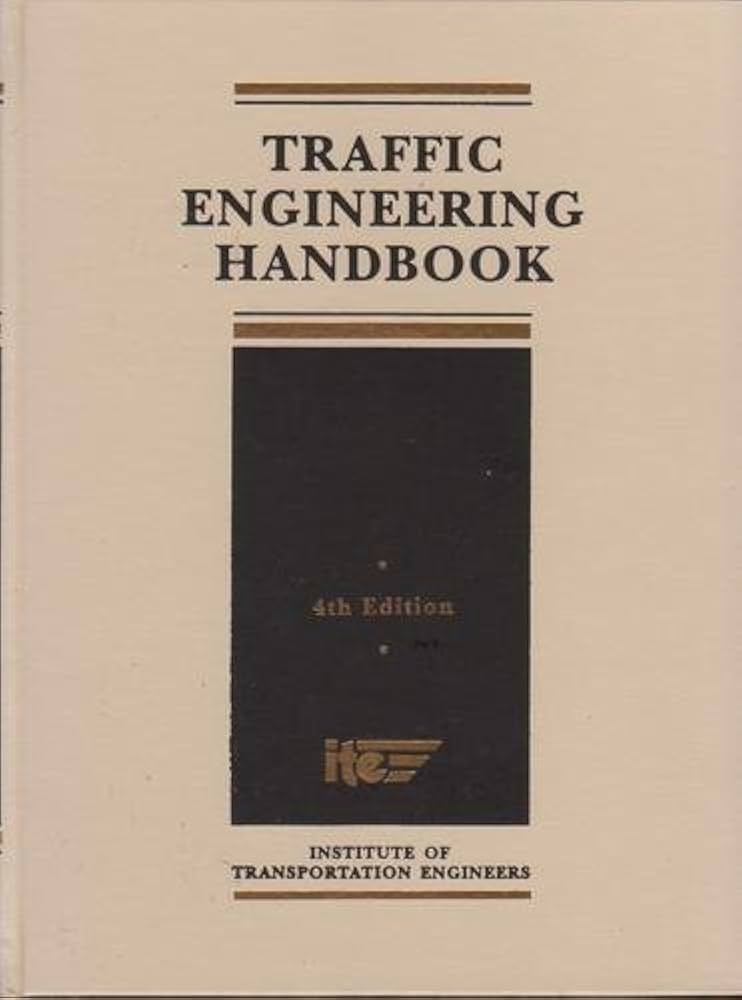 TRAFFIC
ENGINEERING
HANDBOOK
4th Edition
ite
INSTITUTE OF
TRANSPORTATION ENGINEERS